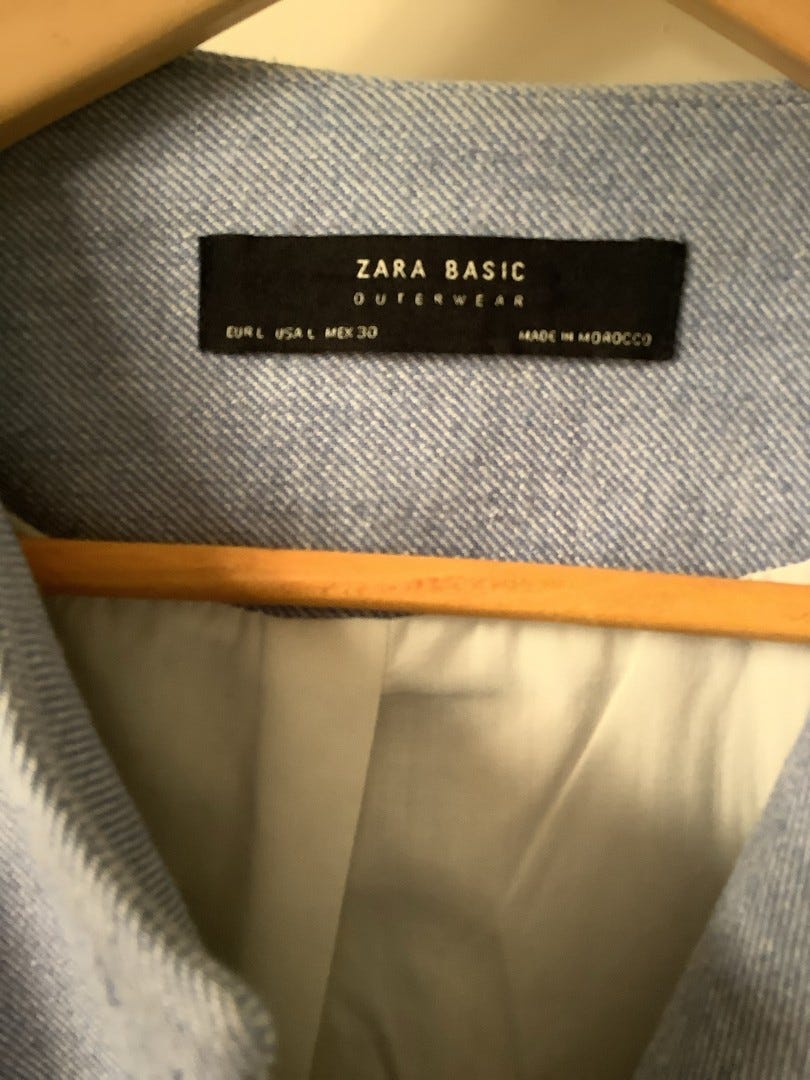 ZARA BASIC
OUTERWEAR
EUR L USA L MEX 30 MADE IN MOROCCO